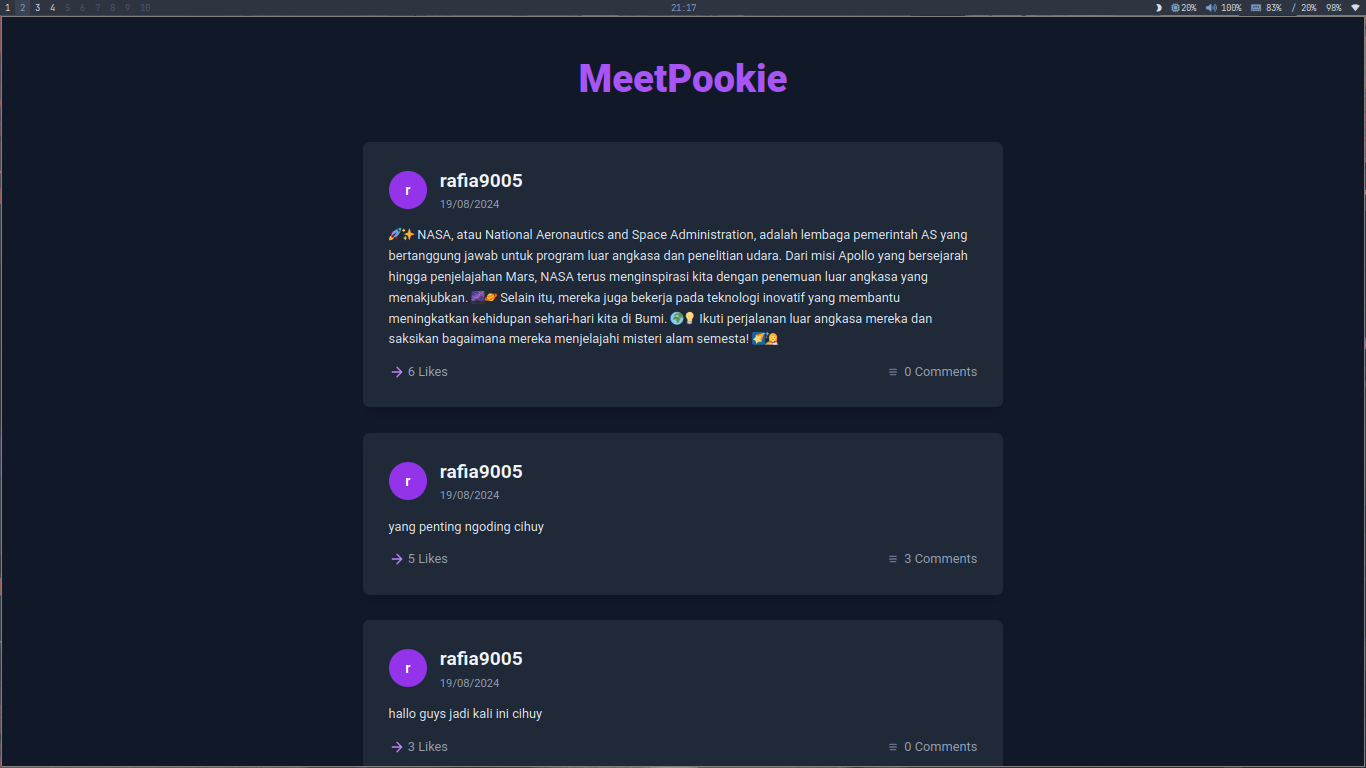 1 2 3 4 5 6 7 8 9 10 21:17 20% 100% 83% / 20% 98%
MeetPookie
r rafia9005
19/08/2024
🚀✨ NASA, atau National Aeronautics and Space Administration, adalah lembaga pemerintah AS yang
bertanggung jawab untuk program luar angkasa dan penelitian udara. Dari misi Apollo yang bersejarah
hingga penjelajahan Mars, NASA terus menginspirasi kita dengan penemuan luar angkasa yang
menakjubkan. 🌌🪐 Selain itu, mereka juga bekerja pada teknologi inovatif yang membantu
meningkatkan kehidupan sehari-hari kita di Bumi. 🌍💡 Ikuti perjalanan luar angkasa mereka dan
saksikan bagaimana mereka menjelajahi misteri alam semesta! 🌠👩‍🚀
6 Likes 0 Comments
r rafia9005
19/08/2024
yang penting ngoding cihuy
5 Likes 3 Comments
r rafia9005
19/08/2024
hallo guys jadi kali ini cihuy
3 Likes 0 Comments